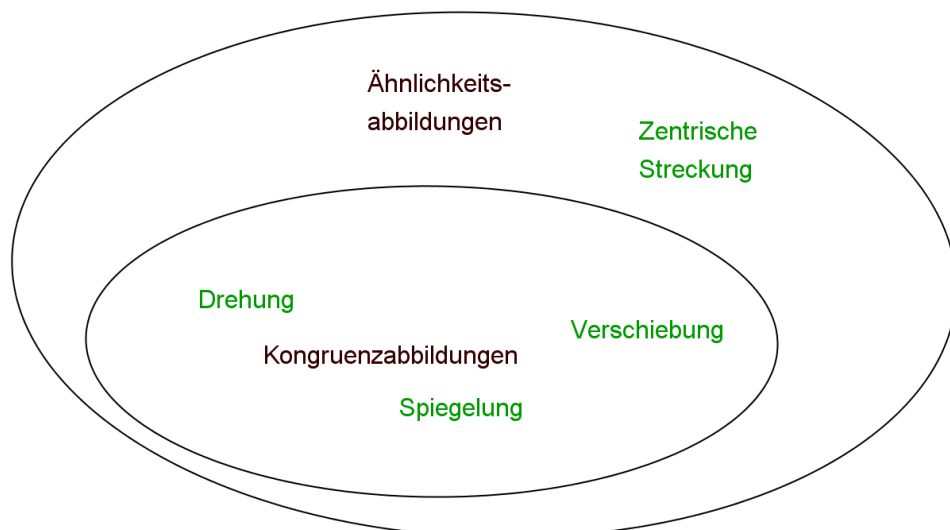 Ähnlichkeits-
abbildungen
Zentrische
Streckung
Drehung
Verschiebung
Kongruenzabbildungen
Spiegelung